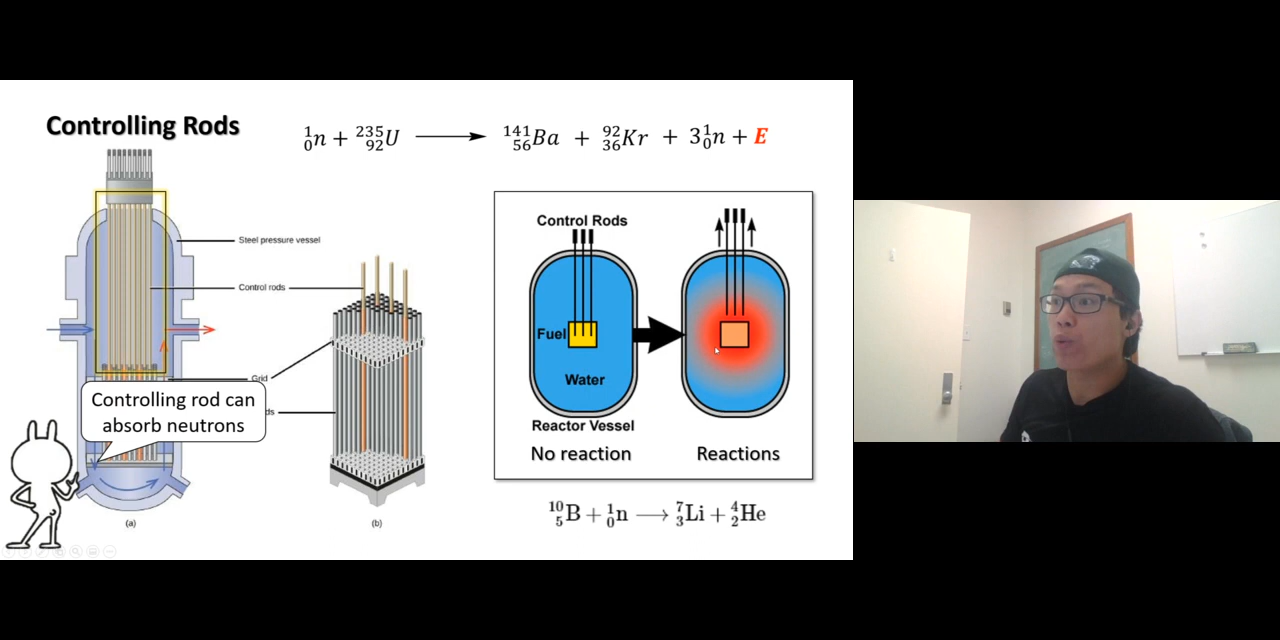 Controlling Rods
¹₀n + ²³⁵₉₂U ⟶ ¹⁴¹₅₆Ba + ⁹²₃₆Kr + 3¹₀n + E
Steel pressure vessel
Control rods
Grid
ds
Controlling rod can
absorb neutrons
(a)
(b)
Control Rods
Fuel
Water
Reactor Vessel
No reaction
Reactions
¹⁰₅B + ¹₀n ⟶ ⁷₃Li + ⁴₂He